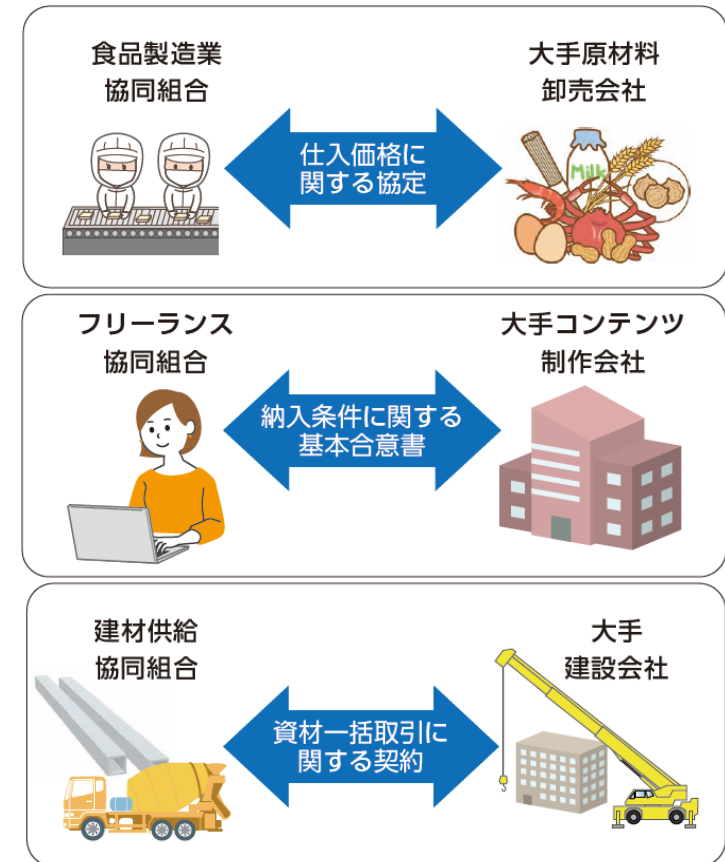 食品製造業
協同組合
大手原材料
卸売会社
仕入価格に
関する協定
Milk
フリーランス
協同組合
大手コンテンツ
制作会社
納入条件に関する
基本合意書
建材供給
協同組合
大手
建設会社
資材一括取引に
関する契約